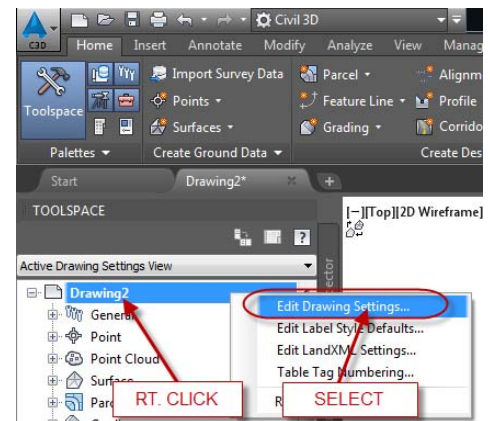 C3D
Civil 3D
Home Insert Annotate Modify Analyze View Manag
Toolspace
Import Survey Data
Points
Surfaces
Parcel
Feature Line
Grading
Alignm
Profile
Corrido
Palettes
Create Ground Data
Create Des
Start
Drawing2*
TOOLSPACE
[−][Top][2D Wireframe]
Active Drawing Settings View
Drawing2
General
Point
Point Cloud
Surface
Parc
Edit Drawing Settings...
Edit Label Style Defaults...
Edit LandXML Settings...
Table Tag Numbering...
R
RT. CLICK
SELECT
ector